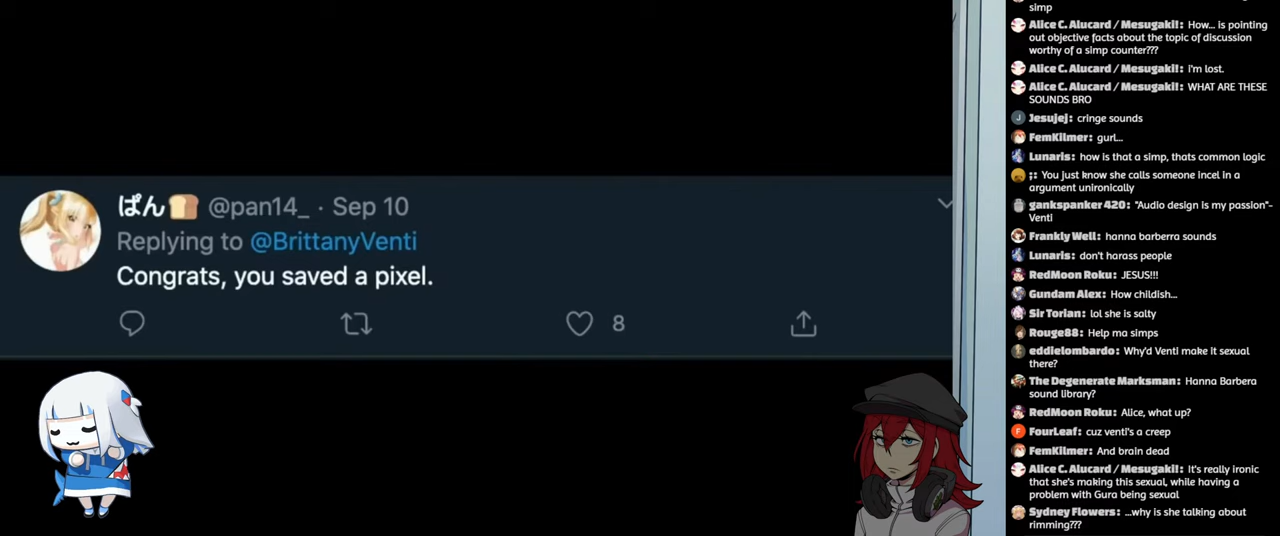 ぱん🍞 @pan14_ · Sep 10
Replying to @BrittanyVenti
Congrats, you saved a pixel.
8
simp
Alice C. Alucard / Mesugaki!: How... is pointing
out objective facts about the topic of discussion
worthy of a simp counter???
Alice C. Alucard / Mesugaki!: i'm lost.
Alice C. Alucard / Mesugaki!: WHAT ARE THESE
SOUNDS BRO
Jesujej: cringe sounds
FemKilmer: gurl...
Lunaris: how is that a simp, thats common logic
;: You just know she calls someone incel in a
argument unironically
gankspanker 420: "Audio design is my passion"-
Venti
Frankly Well: hanna barberra sounds
Lunaris: don't harass people
RedMoon Roku: JESUS!!!
Gundam Alex: How childish...
Sir Torian: lol she is salty
Rouge88: Help ma simps
eddielombardo: Why'd Venti make it sexual
there?
The Degenerate Marksman: Hanna Barbera
sound library?
RedMoon Roku: Alice, what up?
F FourLeaf: cuz venti's a creep
FemKilmer: And brain dead
Alice C. Alucard / Mesugaki!: It's really ironic
that she's making this sexual, while having a
problem with Gura being sexual
Sydney Flowers: ...why is she talking about
rimming???